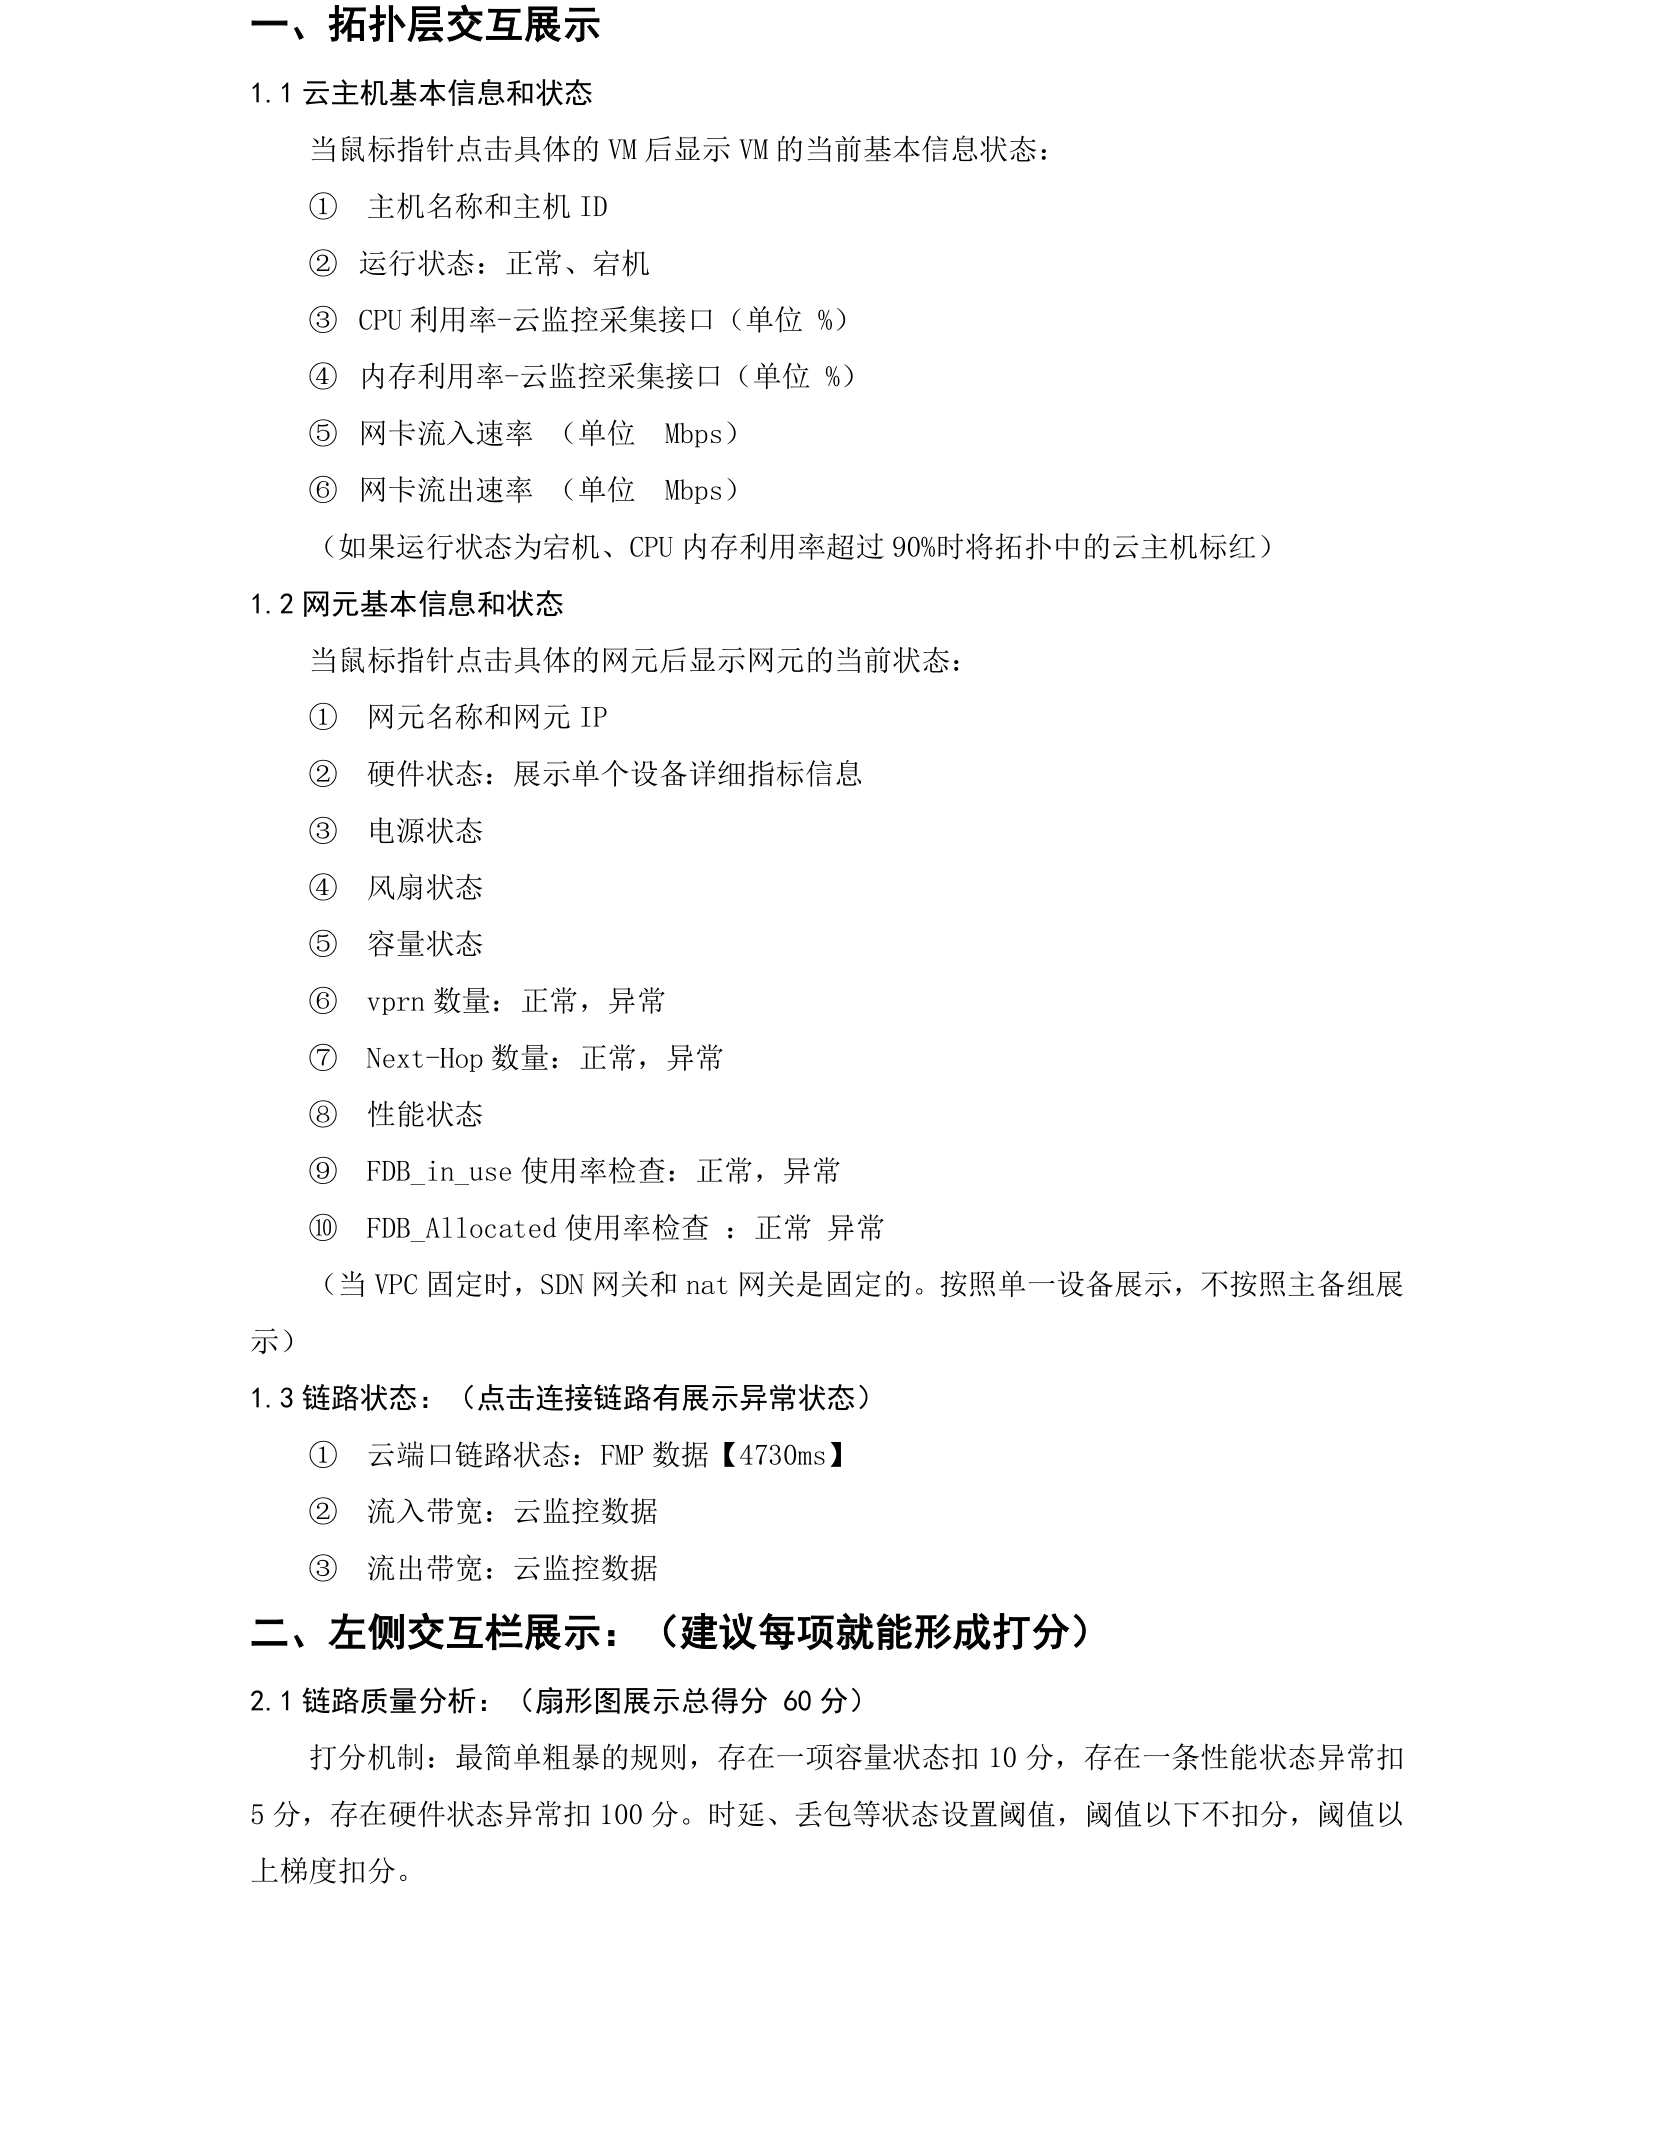 一、拓扑层交互展示
1.1 云主机基本信息和状态
当鼠标指针点击具体的 VM 后显示 VM 的当前基本信息状态：
① 主机名称和主机 ID
② 运行状态：正常、宕机
③ CPU 利用率-云监控采集接口（单位 %）
④ 内存利用率-云监控采集接口（单位 %）
⑤ 网卡流入速率 （单位 Mbps）
⑥ 网卡流出速率 （单位 Mbps）
（如果运行状态为宕机、CPU 内存利用率超过 90%时将拓扑中的云主机标红）
1.2 网元基本信息和状态
当鼠标指针点击具体的网元后显示网元的当前状态：
① 网元名称和网元 IP
② 硬件状态：展示单个设备详细指标信息
③ 电源状态
④ 风扇状态
⑤ 容量状态
⑥ vprn 数量：正常，异常
⑦ Next-Hop 数量：正常，异常
⑧ 性能状态
⑨ FDB_in_use 使用率检查：正常，异常
⑩ FDB_Allocated 使用率检查 ：正常 异常
（当 VPC 固定时，SDN 网关和 nat 网关是固定的。按照单一设备展示，不按照主备组展
示）
1.3 链路状态：（点击连接链路有展示异常状态）
① 云端口链路状态：FMP 数据【4730ms】
② 流入带宽：云监控数据
③ 流出带宽：云监控数据
二、左侧交互栏展示：（建议每项就能形成打分）
2.1 链路质量分析：（扇形图展示总得分 60 分）
打分机制：最简单粗暴的规则，存在一项容量状态扣 10 分，存在一条性能状态异常扣
5 分，存在硬件状态异常扣 100 分。时延、丢包等状态设置阈值，阈值以下不扣分，阈值以
上梯度扣分。